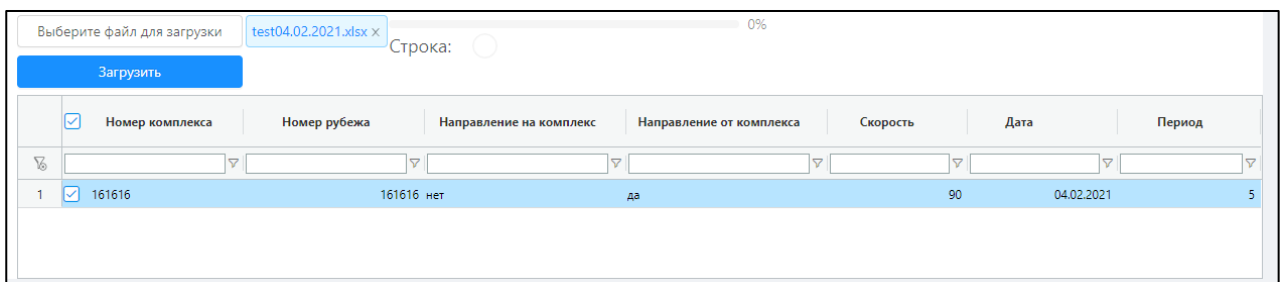 Выберите файл для загрузки test04.02.2021.xlsx × 0%
Строка:
Загрузить
Номер комплекса Номер рубежа Направление на комплекс Направление от комплекса Скорость Дата Период
1 161616 161616 нет да 90 04.02.2021 5